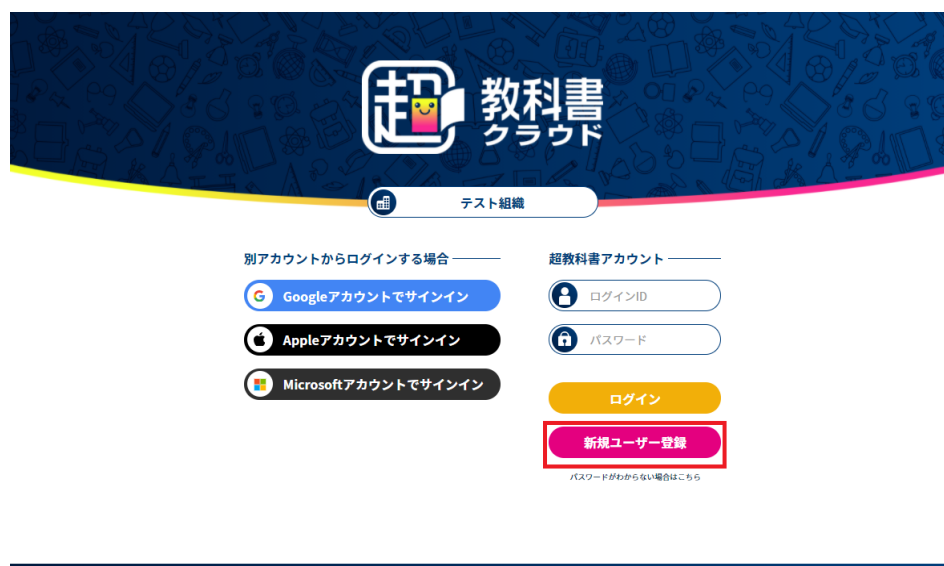 超
教科書
クラウド
テスト組織
別アカウントからログインする場合
Googleアカウントでサインイン
Appleアカウントでサインイン
Microsoftアカウントでサインイン
超教科書アカウント
ログインID
パスワード
ログイン
新規ユーザー登録
パスワードがわからない場合はこちら